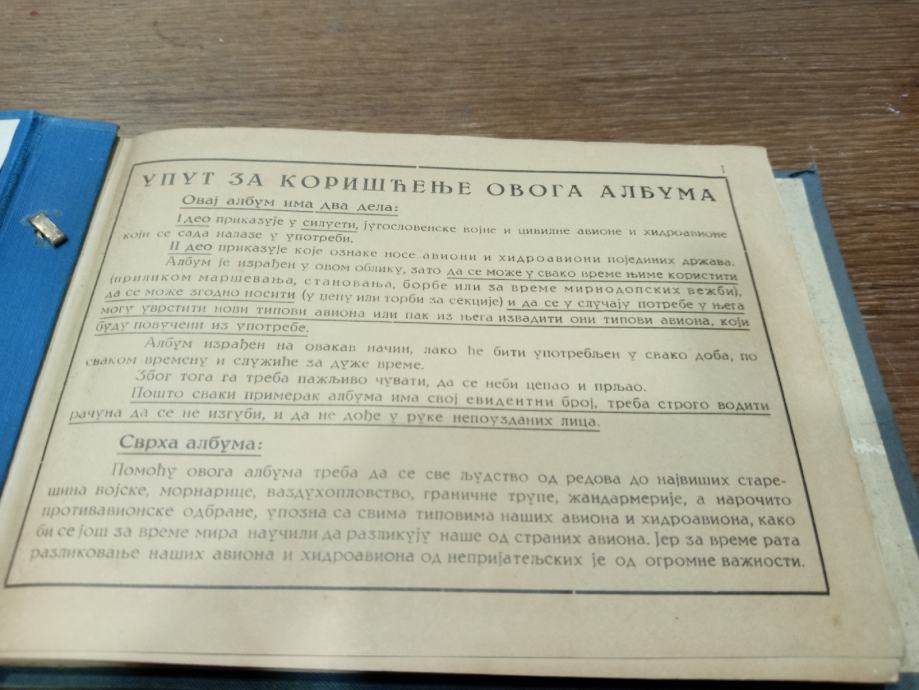 1
УПУТ ЗА КОРИШЋЕЊЕ ОВОГА АЛБУМА
Овај албум има два дела:
I део приказује у силуети, југословенске војне и цивилне авионе и хидроавионе
који се сада налазе у употреби.
II део приказује које ознаке носе авиони и хидроавиони појединих држава.
Албум је израђен у овом облику, зато да се може у свако време њиме користити
(приликом маршевања, становања, борбе или за време мирнодопских вежби),
да се може згодно носити (у џепу или торби за секције) и да се у случају потребе у њега
могу уврстити нови типови авиона или пак из њега извадити они типови авиона, који
буду повучени из употребе.
Албум израђен на овакав начин, лако ће бити употребљен у свако доба, по
сваком времену и служиће за дуже време.
Због тога га треба пажљиво чувати, да се неби цепао и прљао.
Пошто сваки примерак албума има свој евидентни број, треба строго водити
рачуна да се не изгуби, и да не дође у руке непоузданих лица.
Сврха албума:
Помоћу овога албума треба да се све људство од редова до највиших старе-
шина војске, морнарице, ваздухопловство, граничне трупе, жандармерије, а нарочито
противавионске одбране, упозна са свима типовима наших авиона и хидроавиона, како
би се још за време мира научили да разликују наше од страних авиона. Јер за време рата
разликовање наших авиона и хидроавиона од непријатељских је од огромне важности.